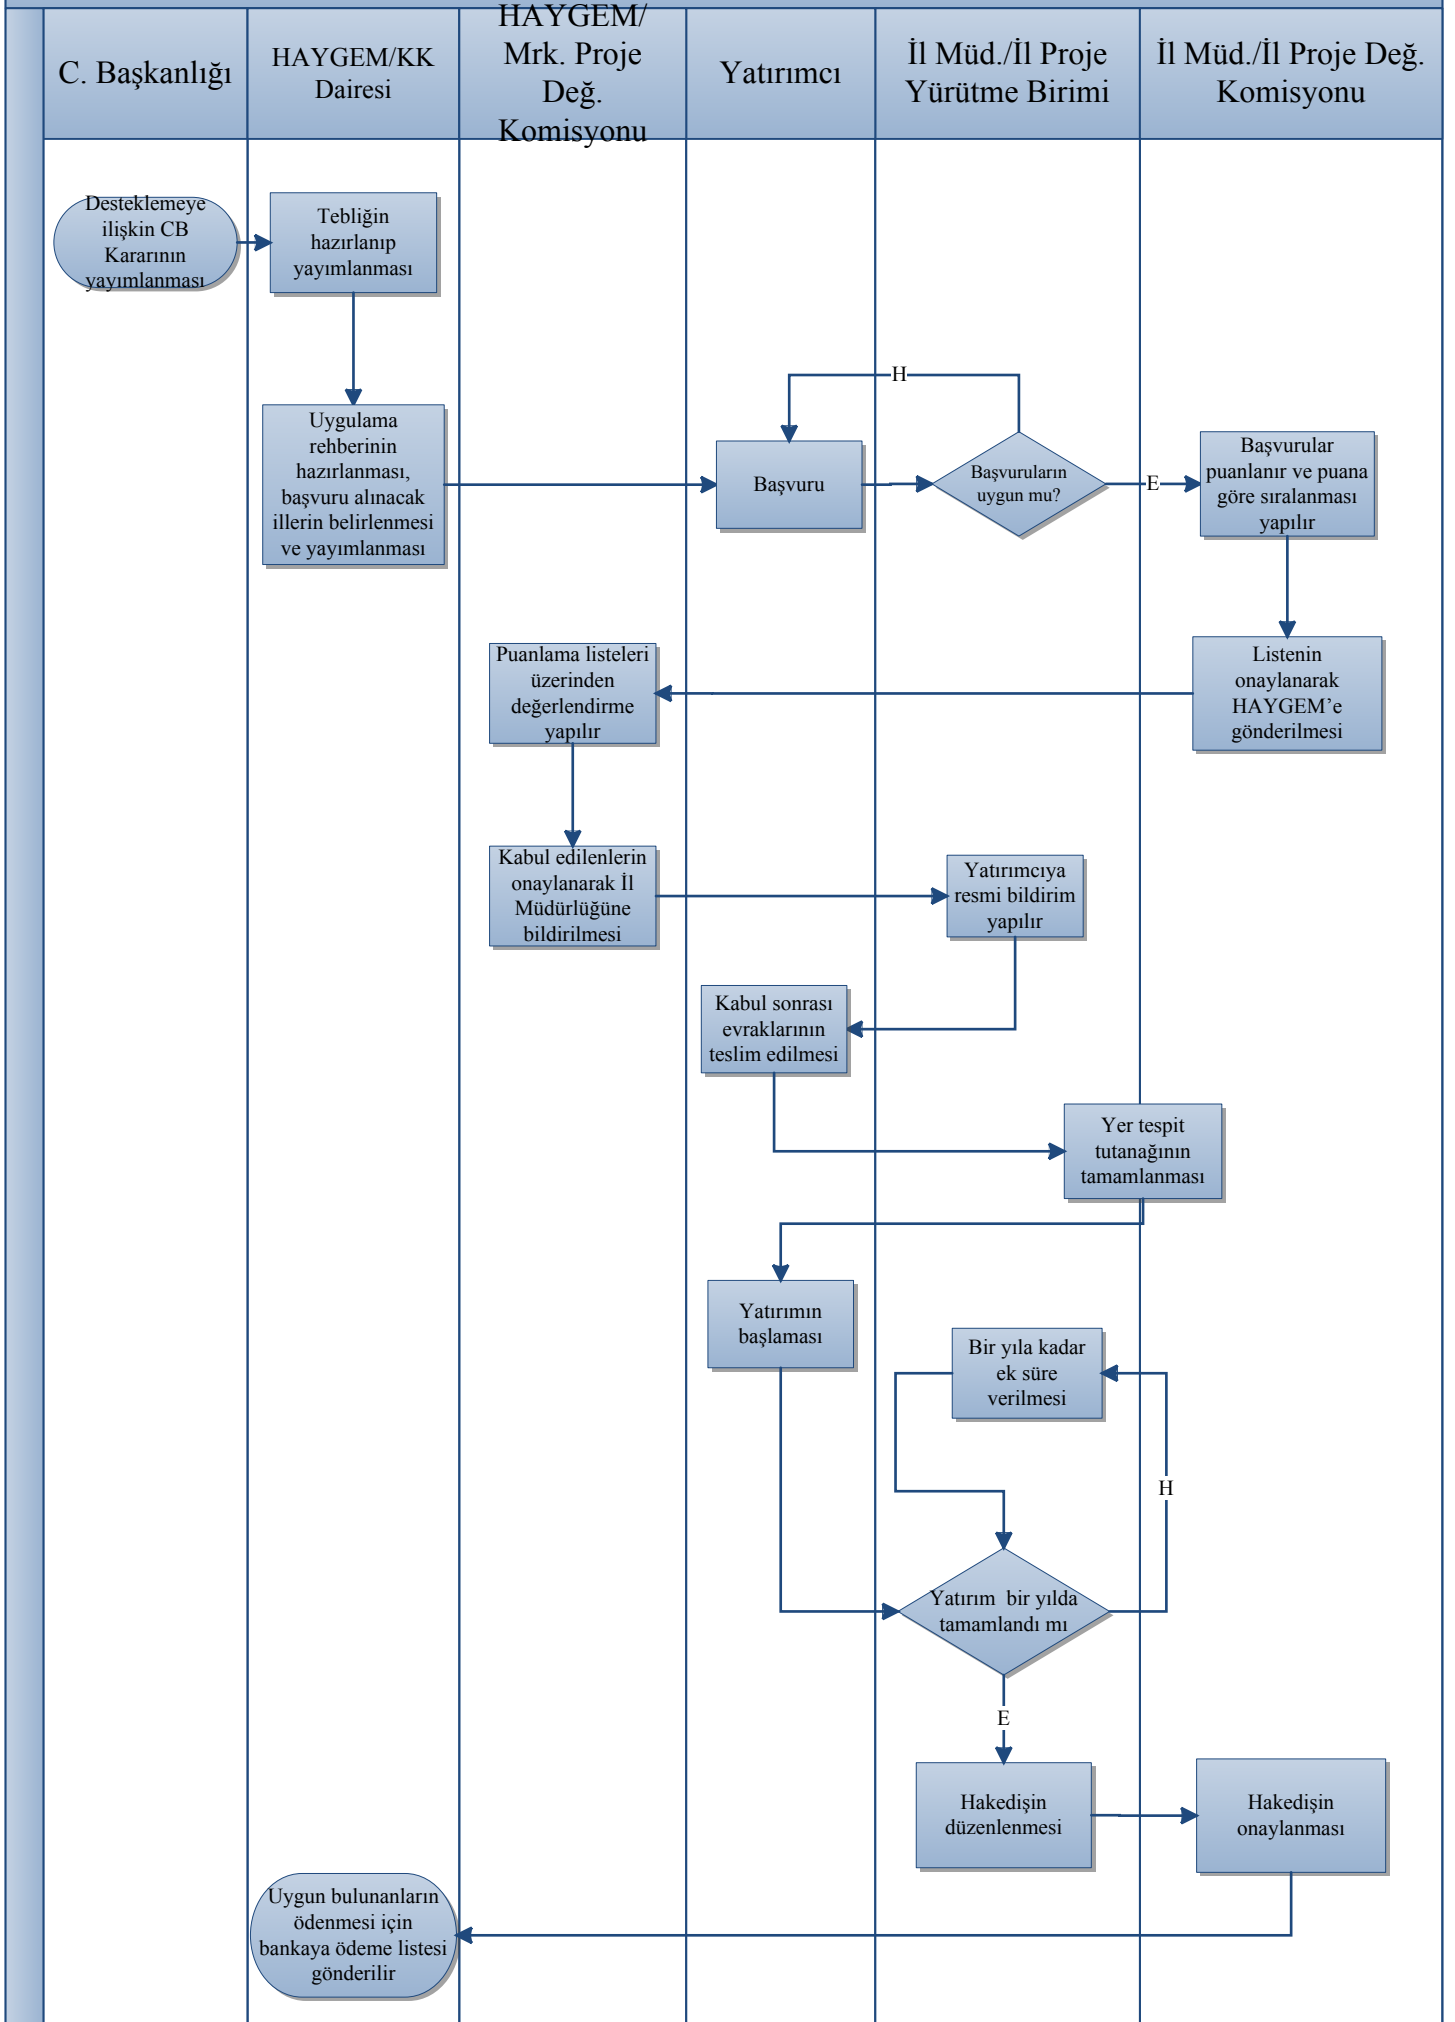 C. Başkanlığı
HAYGEM/KK
Dairesi
HAYGEM/
Mrk. Proje
Değ.
Komisyonu
Yatırımcı
İl Müd./İl Proje
Yürütme Birimi
İl Müd./İl Proje Değ.
Komisyonu
Desteklemeye
ilişkin CB
Kararının
yayımlanması
Tebliğin
hazırlanıp
yayımlanması
Uygulama
rehberinin
hazırlanması,
başvuru alınacak
illerin belirlenmesi
ve yayımlanması
H
Başvuru
Başvuruların
uygun mu?
E
Başvurular
puanlanır ve puana
göre sıralanması
yapılır
Listenin
onaylanarak
HAYGEM’e
gönderilmesi
Puanlama listeleri
üzerinden
değerlendirme
yapılır
Kabul edilenlerin
onaylanarak İl
Müdürlüğüne
bildirilmesi
Yatırımcıya
resmi bildirim
yapılır
Kabul sonrası
evraklarının
teslim edilmesi
Yer tespit
tutanağının
tamamlanması
Yatırımın
başlaması
Bir yıla kadar
ek süre
verilmesi
H
Yatırım  bir yılda
tamamlandı mı
E
Hakedişin
düzenlenmesi
Hakedişin
onaylanması
Uygun bulunanların
ödenmesi için
bankaya ödeme listesi
gönderilir